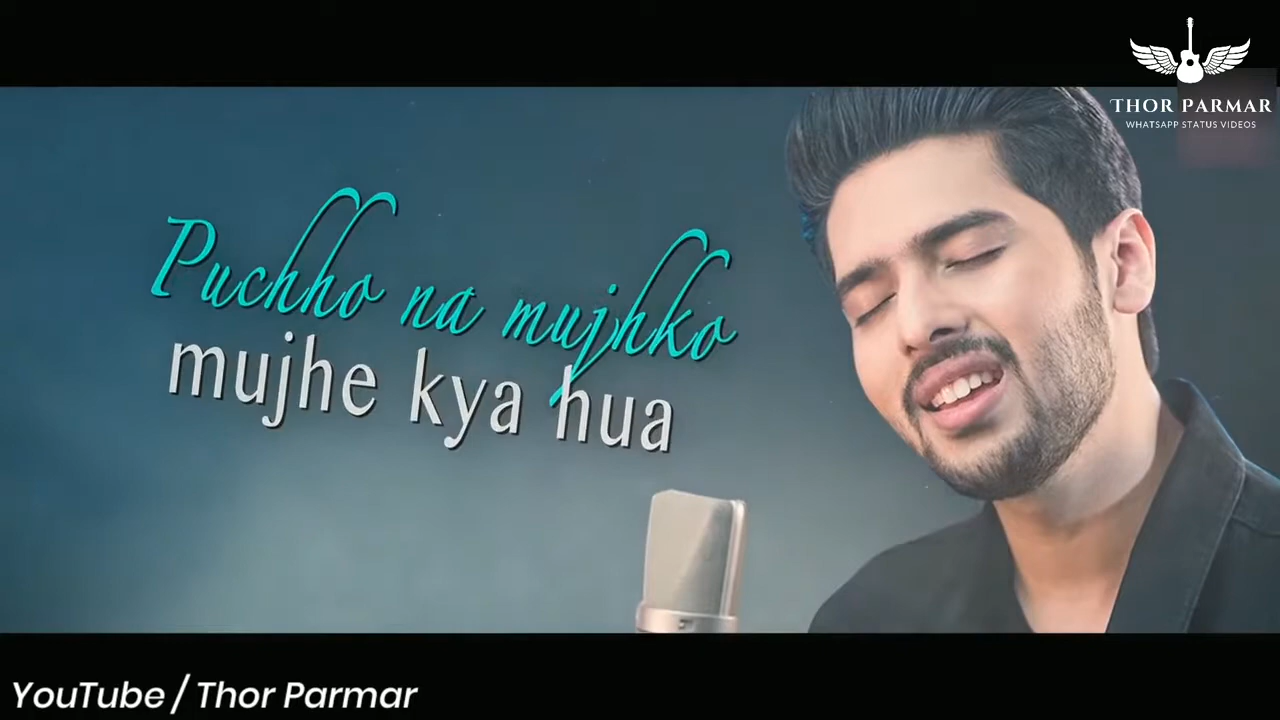 THOR PARMAR
WHATSAPP STATUS VIDEOS
Puchho na mujhko
mujhe kya hua
YouTube / Thor Parmar